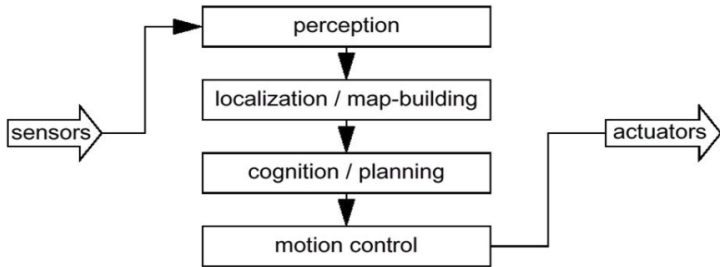 perception
localization / map-building
sensors
actuators
cognition / planning
motion control